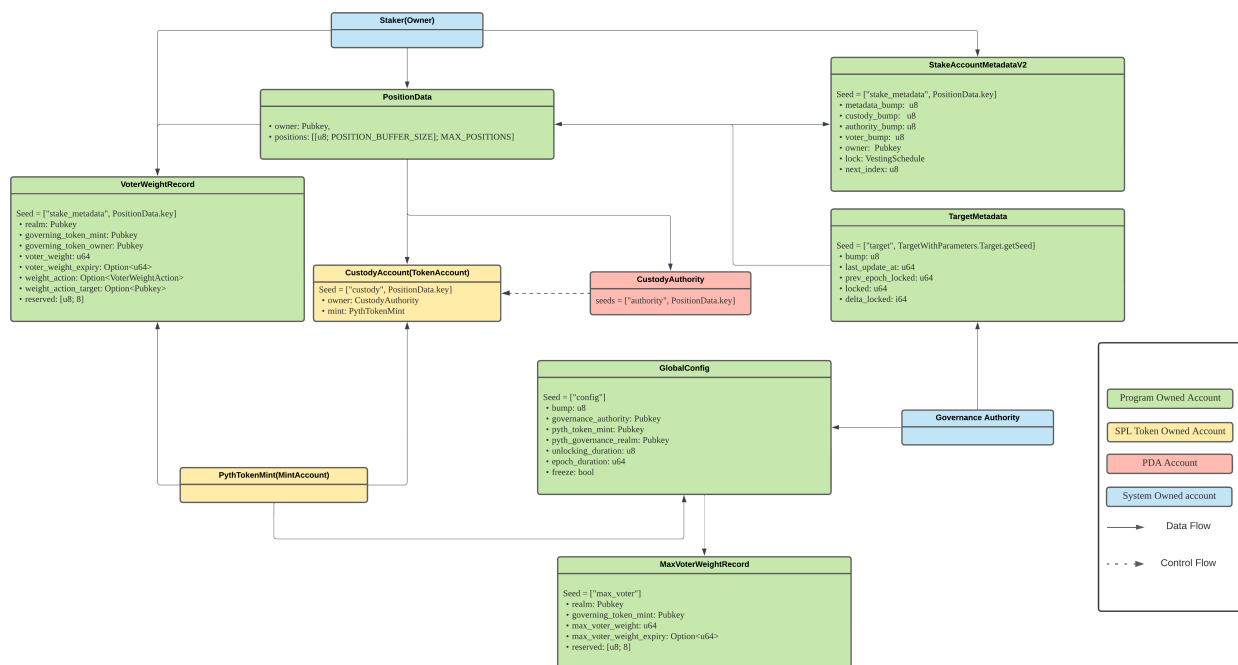 Staker(Owner)
StakeAccountMetadataV2
Seed = ["stake_metadata", PositionData.key]
• metadata_bump: u8
• custody_bump: u8
• authority_bump: u8
• voter_bump: u8
• owner: Pubkey
• lock: VestingSchedule
• next_index: u8
PositionData
• owner: Pubkey,
• positions: [[u8; POSITION_BUFFER_SIZE]; MAX_POSITIONS]
VoterWeightRecord
Seed = ["stake_metadata", PositionData.key]
• realm: Pubkey
• governing_token_mint: Pubkey
• governing_token_owner: Pubkey
• voter_weight: u64
• voter_weight_expiry: Option<u64>
• weight_action: Option<VoterWeightAction>
• weight_action_target: Option<Pubkey>
• reserved: [u8; 8]
TargetMetadata
Seed = ["target", TargetWithParameters.Target.getSeed]
• bump: u8
• last_update_at: u64
• prev_epoch_locked: u64
• locked: u64
• delta_locked: i64
CustodyAccount(TokenAccount)
Seed = ["custody", PositionData.key]
• owner: CustodyAuthority
• mint: PythTokenMint
CustodyAuthority
seeds = ["authority", PositionData.key]
GlobalConfig
Seed = ["config"]
• bump: u8
• governance_authority: Pubkey
• pyth_token_mint: Pubkey
• pyth_governance_realm: Pubkey
• unlocking_duration: u8
• epoch_duration: u64
• freeze: bool
Governance Authority
PythTokenMint(MintAccount)
MaxVoterWeightRecord
Seed = ["max_voter"]
• realm: Pubkey
• governing_token_mint: Pubkey
• max_voter_weight: u64
• max_voter_weight_expiry: Option<u64>
• reserved: [u8; 8]
Program Owned Account
SPL Token Owned Account
PDA Account
System Owned account
Data Flow
Control Flow